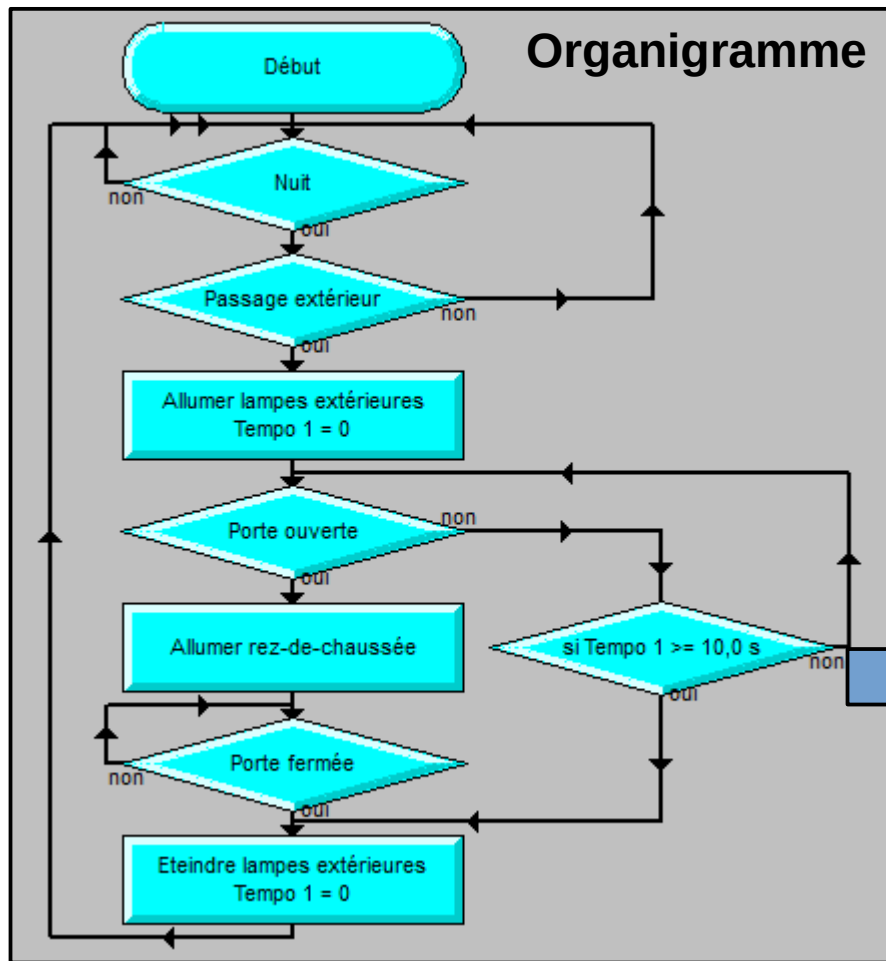 Organigramme
Début
Nuit
non
oui
Passage extérieur
non
oui
Allumer lampes extérieures
Tempo 1 = 0
Porte ouverte
non
oui
Allumer rez-de-chaussée
si Tempo 1 >= 10,0 s
non
oui
Porte fermée
non
oui
Eteindre lampes extérieures
Tempo 1 = 0